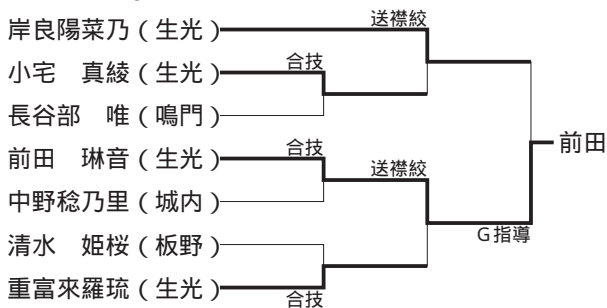 岸良陽菜乃(生光)
送襟絞
小宅　真綾(生光)
合技
長谷部　唯(鳴門)
前田
前田　琳音(生光)
合技
送襟絞
中野稔乃里(城内)
清水　姫桜(板野)
G指導
重富來羅琉(生光)
合技